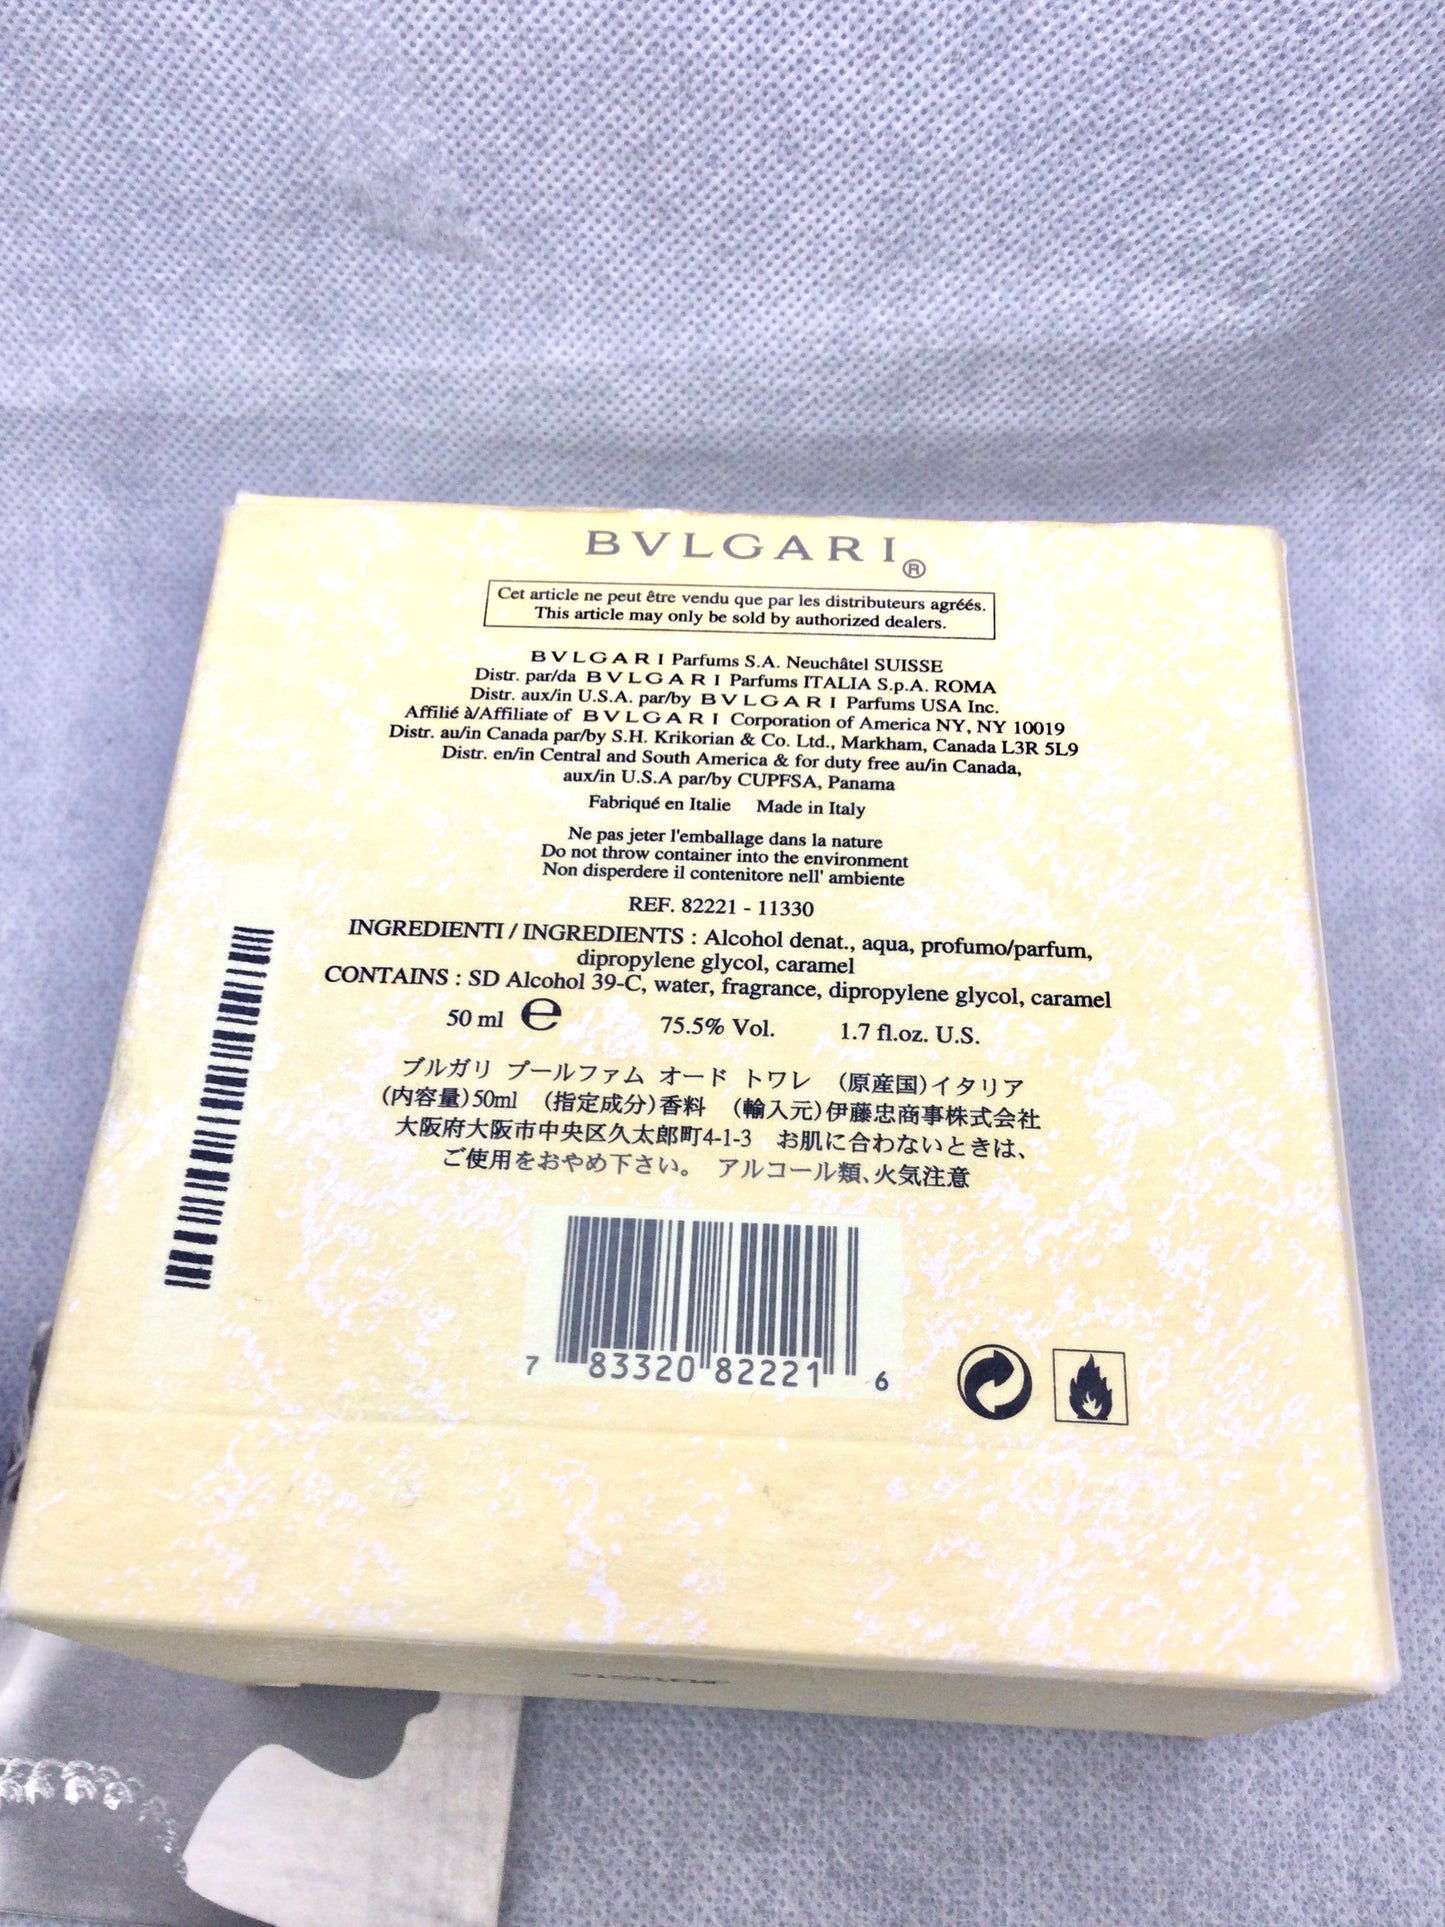 BVLGARI®
Cet article ne peut être vendu que par les distributeurs agréés.
This article may only be sold by authorized dealers.
BVLGARI Parfums S.A. Neuchâtel SUISSE
Distr. par/da BVLGARI Parfums ITALIA S.p.A. ROMA
Distr. aux/in U.S.A. par/by BVLGARI Parfums USA Inc.
Affilié à/Affiliate of BVLGARI Corporation of America NY, NY 10019
Distr. au/in Canada par/by S.H. Krikorian & Co. Ltd., Markham, Canada L3R 5L9
Distr. en/in Central and South America & for duty free au/in Canada,
aux/in U.S.A par/by CUPFSA, Panama
Fabriqué en Italie Made in Italy
Ne pas jeter l'emballage dans la nature
Do not throw container into the environment
Non disperdere il contenitore nell' ambiente
REF. 82221 - 11330
INGREDIENTI / INGREDIENTS : Alcohol denat., aqua, profumo/parfum,
dipropylene glycol, caramel
CONTAINS : SD Alcohol 39-C, water, fragrance, dipropylene glycol, caramel
50 ml e 75.5% Vol. 1.7 fl.oz. U.S.
ブルガリ プールファム オード トワレ (原産国)イタリア
(内容量)50ml (指定成分)香料 (輸入元)伊藤忠商事株式会社
大阪府大阪市中央区久太郎町4-1-3 お肌に合わないときは、
ご使用をおやめ下さい。 アルコール類、火気注意
7 83320 82221 6